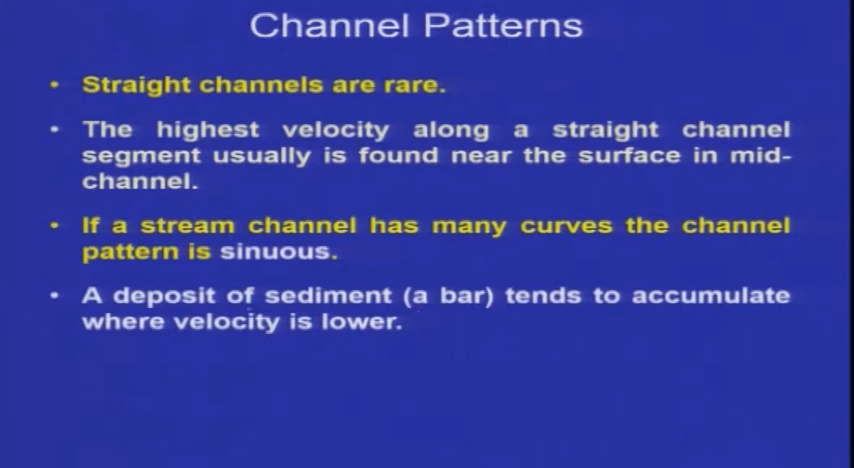 Channel Patterns
• Straight channels are rare.
• The highest velocity along a straight channel
segment usually is found near the surface in mid-
channel.
• If a stream channel has many curves the channel
pattern is sinuous.
• A deposit of sediment (a bar) tends to accumulate
where velocity is lower.